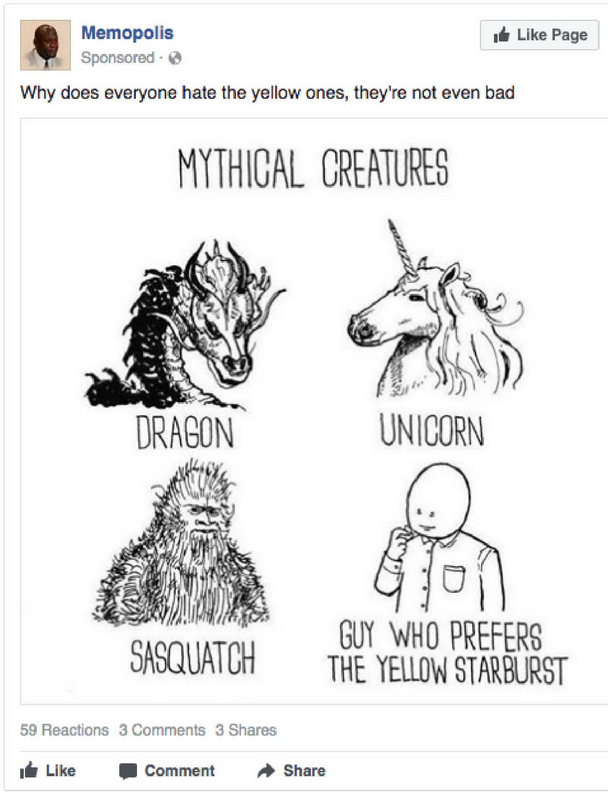 Memopolis
Like Page
Sponsored ·
Why does everyone hate the yellow ones, they're not even bad
MYTHICAL CREATURES
DRAGON
UNICORN
SASQUATCH
GUY WHO PREFERS
THE YELLOW STARBURST
59 Reactions 3 Comments 3 Shares
Like Comment Share